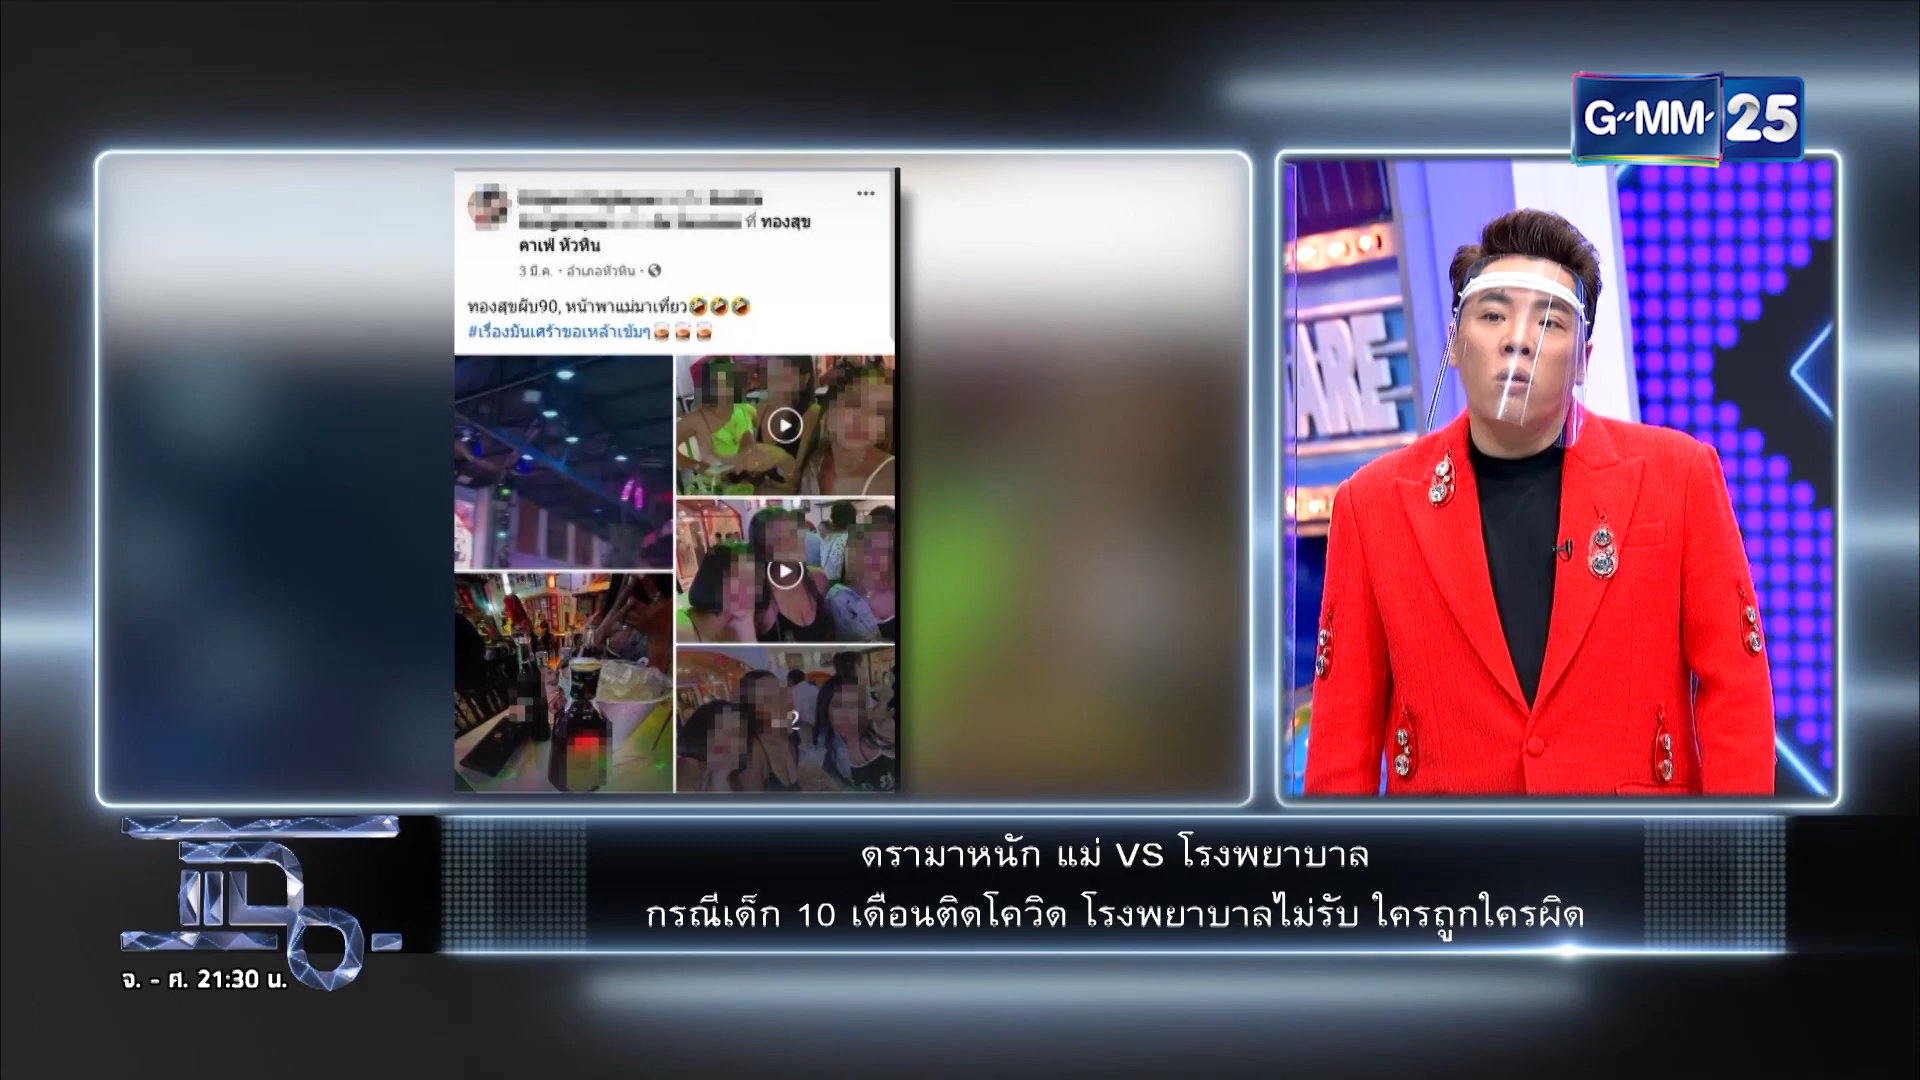 G"MM' 25
ที่ ทองสุข
คาเฟ่ หัวหิน
3 มี.ค. · อำเภอหัวหิน ·
ทองสุขผับ90, หน้าพาแม่มาเที่ยว🤣🤣🤣
#เรื่องมันเศร้าขอเหล้าเข้มๆ🥃🥃🥃
2
ARE
ดรามาหนัก แม่ VS โรงพยาบาล
กรณีเด็ก 10 เดือนติดโควิด โรงพยาบาลไม่รับ ใครถูกใครผิด
แฉ
จ. - ศ. 21:30 น.